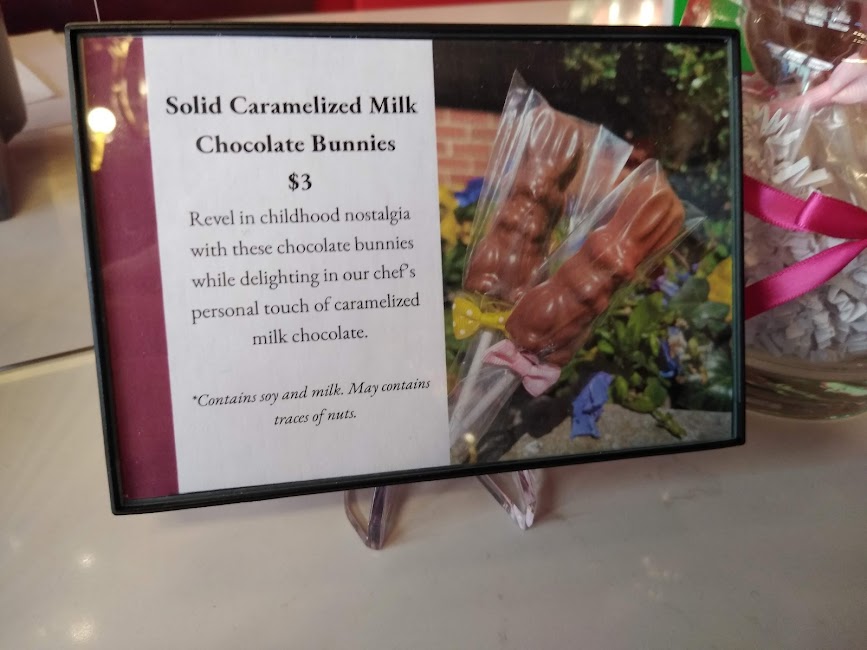 Solid Caramelized Milk
Chocolate Bunnies
$3
Revel in childhood nostalgia
with these chocolate bunnies
while delighting in our chef's
personal touch of caramelized
milk chocolate.
*Contains soy and milk. May contains
traces of nuts.